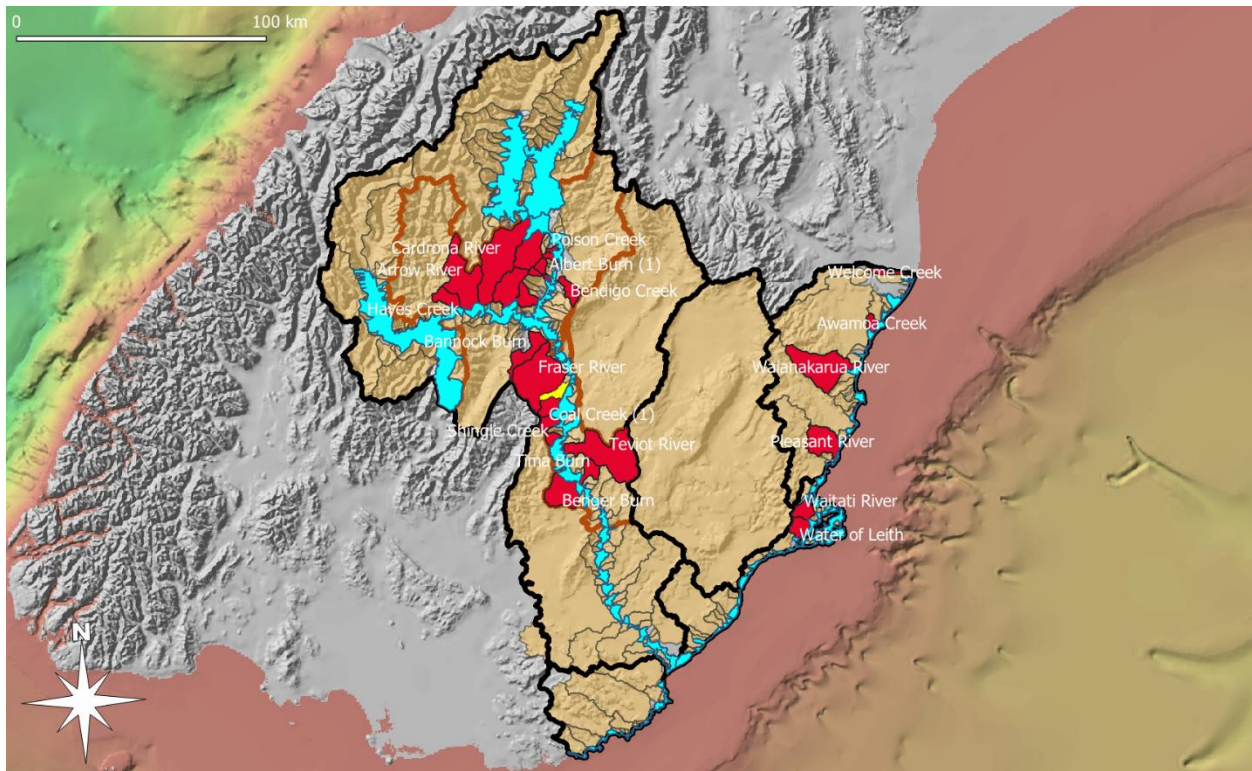 0
100 km
Cardrona River
Poison Creek
Arrow River
Albert Burn (1)
Welcome Creek
Bendigo Creek
Hayes Creek
Awamoa Creek
Bannock Burn
Fraser River
Waianakarua River
Coal Creek (1)
Shingle Creek
Teviot River
Pleasant River
Tima Burn
Benger Burn
Waitati River
Water of Leith
N